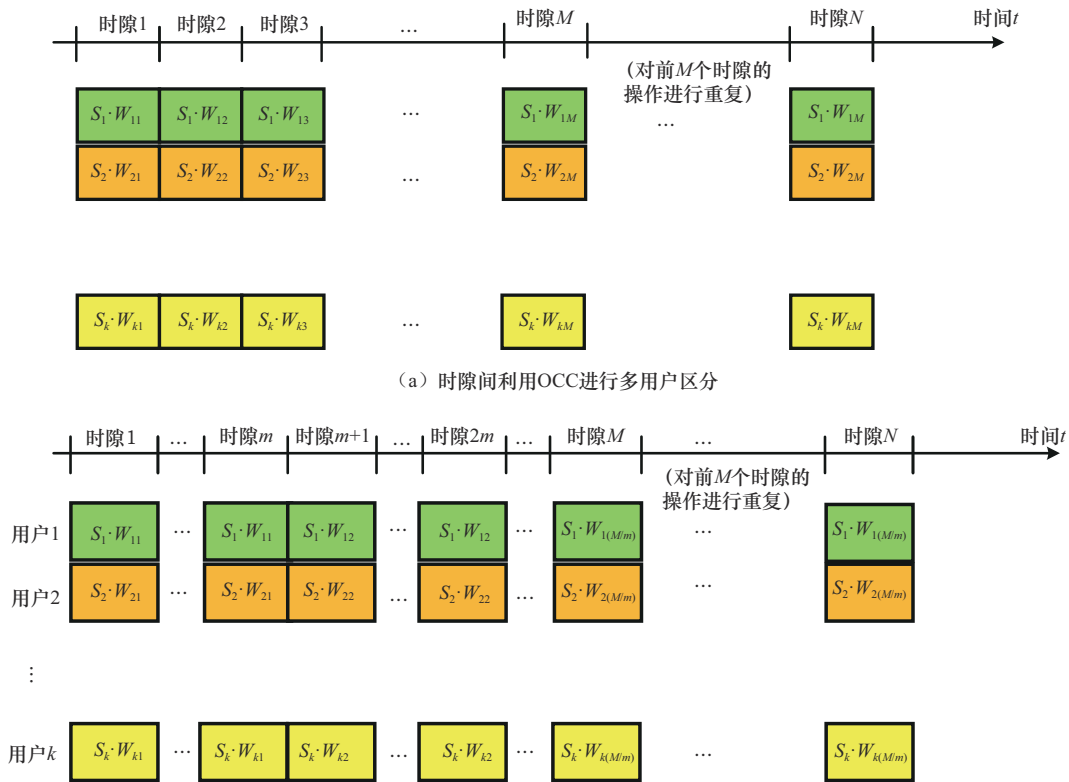 时隙1 时隙2 时隙3 ... 时隙M 时隙N 时间t
(对前M个时隙的
操作进行重复)
S₁·W₁₁ S₁·W₁₂ S₁·W₁₃ ... S₁·W₁M ... S₁·W₁M
S₂·W₂₁ S₂·W₂₂ S₂·W₂₃ ... S₂·W₂M S₂·W₂M
Sₖ·Wₖ₁ Sₖ·Wₖ₂ Sₖ·Wₖ₃ ... Sₖ·WₖM Sₖ·WₖM
（a）时隙间利用OCC进行多用户区分
时隙1 ... 时隙m 时隙m+1 ... 时隙2m ... 时隙M ... 时隙N 时间t
(对前M个时隙的
操作进行重复)
用户1 S₁·W₁₁ ... S₁·W₁₁ S₁·W₁₂ ... S₁·W₁₂ ... S₁·W₁(M/m) ... S₁·W₁(M/m)
用户2 S₂·W₂₁ ... S₂·W₂₁ S₂·W₂₂ ... S₂·W₂₂ ... S₂·W₂(M/m) ... S₂·W₂(M/m)
⋮
用户k Sₖ·Wₖ₁ ... Sₖ·Wₖ₁ Sₖ·Wₖ₂ ... Sₖ·Wₖ₂ ... Sₖ·Wₖ(M/m) ... Sₖ·Wₖ(M/m)